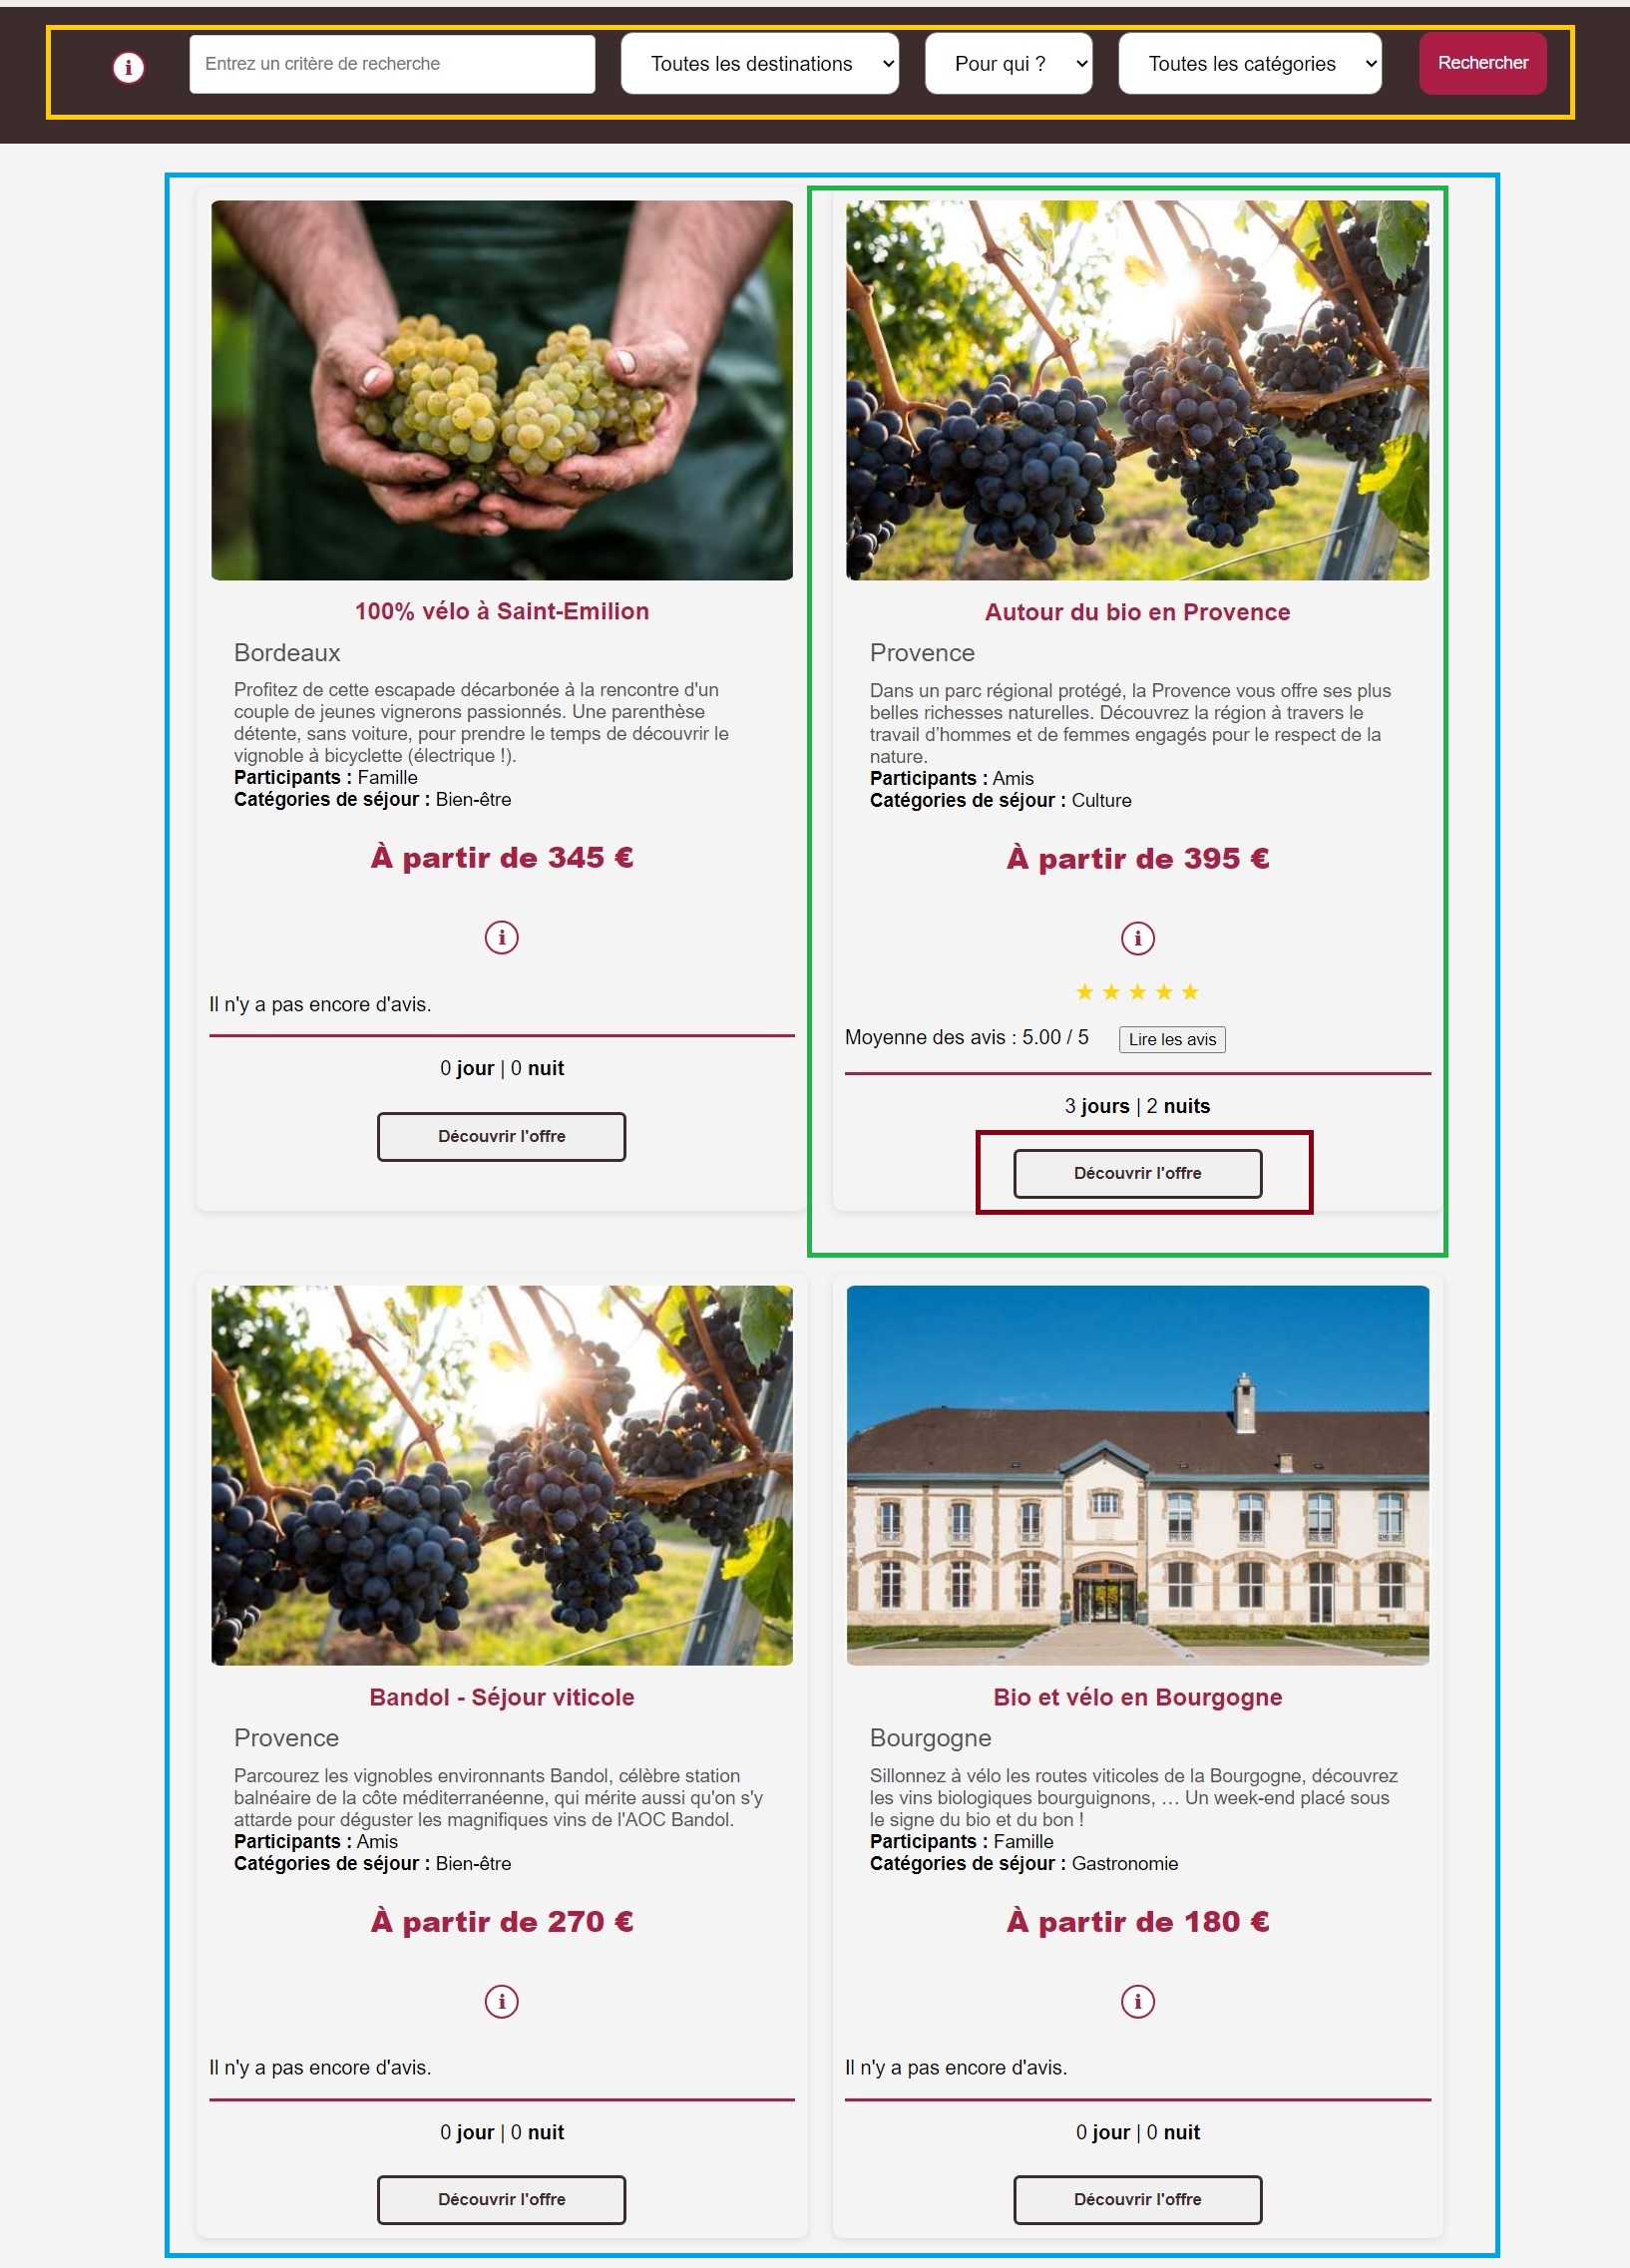 i
Entrez un critère de recherche
Toutes les destinations
Pour qui ?
Toutes les catégories
Rechercher
100% vélo à Saint-Emilion
Bordeaux
Profitez de cette escapade décarbonée à la rencontre d'un
couple de jeunes vignerons passionnés. Une parenthèse
détente, sans voiture, pour prendre le temps de découvrir le
vignoble à bicyclette (électrique !).
Participants : Famille
Catégories de séjour : Bien-être
À partir de 345 €
i
Il n'y a pas encore d'avis.
0 jour | 0 nuit
Découvrir l'offre
Autour du bio en Provence
Provence
Dans un parc régional protégé, la Provence vous offre ses plus
belles richesses naturelles. Découvrez la région à travers le
travail d’hommes et de femmes engagés pour le respect de la
nature.
Participants : Amis
Catégories de séjour : Culture
À partir de 395 €
i
★ ★ ★ ★ ★
Moyenne des avis : 5.00 / 5
Lire les avis
3 jours | 2 nuits
Découvrir l'offre
Bandol - Séjour viticole
Provence
Parcourez les vignobles environnants Bandol, célèbre station
balnéaire de la côte méditerranéenne, qui mérite aussi qu'on s'y
attarde pour déguster les magnifiques vins de l'AOC Bandol.
Participants : Amis
Catégories de séjour : Bien-être
À partir de 270 €
i
Il n'y a pas encore d'avis.
0 jour | 0 nuit
Découvrir l'offre
Bio et vélo en Bourgogne
Bourgogne
Sillonnez à vélo les routes viticoles de la Bourgogne, découvrez
les vins biologiques bourguignons, … Un week-end placé sous
le signe du bio et du bon !
Participants : Famille
Catégories de séjour : Gastronomie
À partir de 180 €
i
Il n'y a pas encore d'avis.
0 jour | 0 nuit
Découvrir l'offre